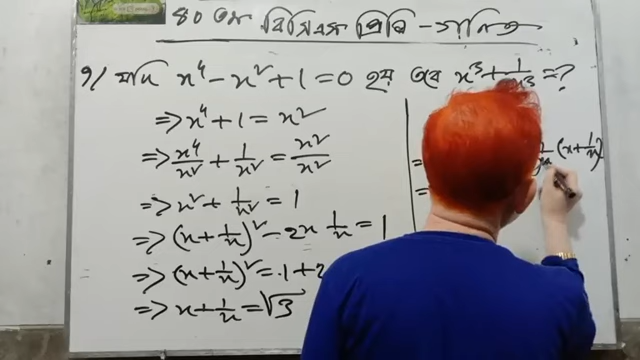 ৪০ তম বিসিএস প্রিলি - গণিত
৭/ যদি x⁴ - x² + 1 = 0 হয় তবে x³ + 1/x³ = ?
⇒ x⁴ + 1 = x²
⇒ x⁴/x² + 1/x² = x²/x²
⇒ x² + 1/x² = 1
⇒ (x + 1/x)² - 2x 1/x = 1
⇒ (x + 1/x)² = 1 + 2
⇒ x + 1/x = √3
(x + 1/x)